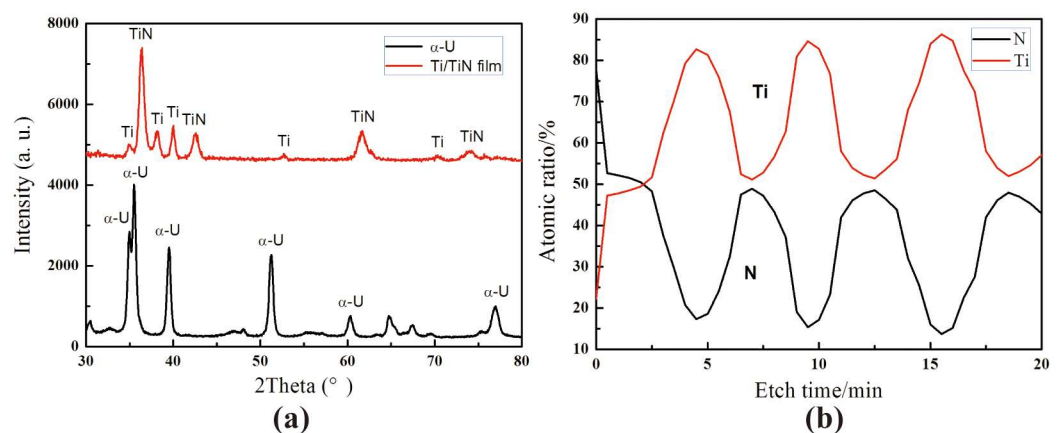 8000
6000
4000
2000
0
Intensity (a. u.)
30 40 50 60 70 80
2Theta (°)
α-U
Ti/TiN film
TiN
Ti
Ti
Ti
TiN
Ti
TiN
Ti
TiN
α-U
α-U
α-U
α-U
α-U
α-U
(a)
90
80
70
60
50
40
30
20
10
Atomic ratio/%
0 5 10 15 20
Etch time/min
N
Ti
Ti
N
(b)